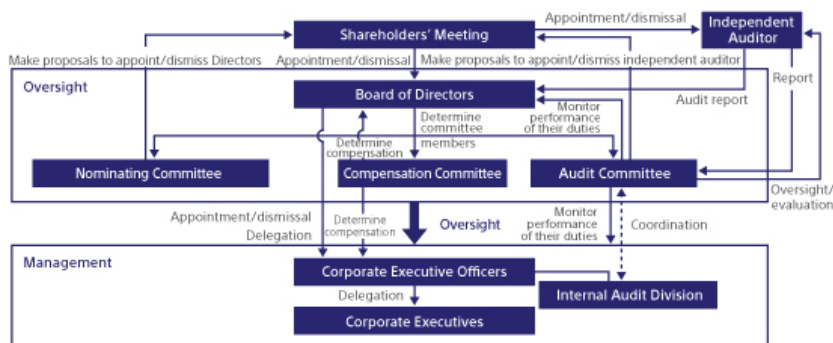 Appointment/dismissal
Independent
Auditor
Shareholders' Meeting
Make proposals to appoint/dismiss Directors
Appointment/dismissal
Make proposals to appoint/dismiss independent auditor
Report
Oversight
Board of Directors
Audit report
Determine
committee
members
Monitor
performance
of their duties
Determine
compensation
Nominating Committee
Compensation Committee
Audit Committee
Oversight/
evaluation
Appointment/dismissal
Delegation
Determine
compensation
Oversight
Monitor
performance
of their duties
Coordination
Management
Corporate Executive Officers
Delegation
Internal Audit Division
Corporate Executives